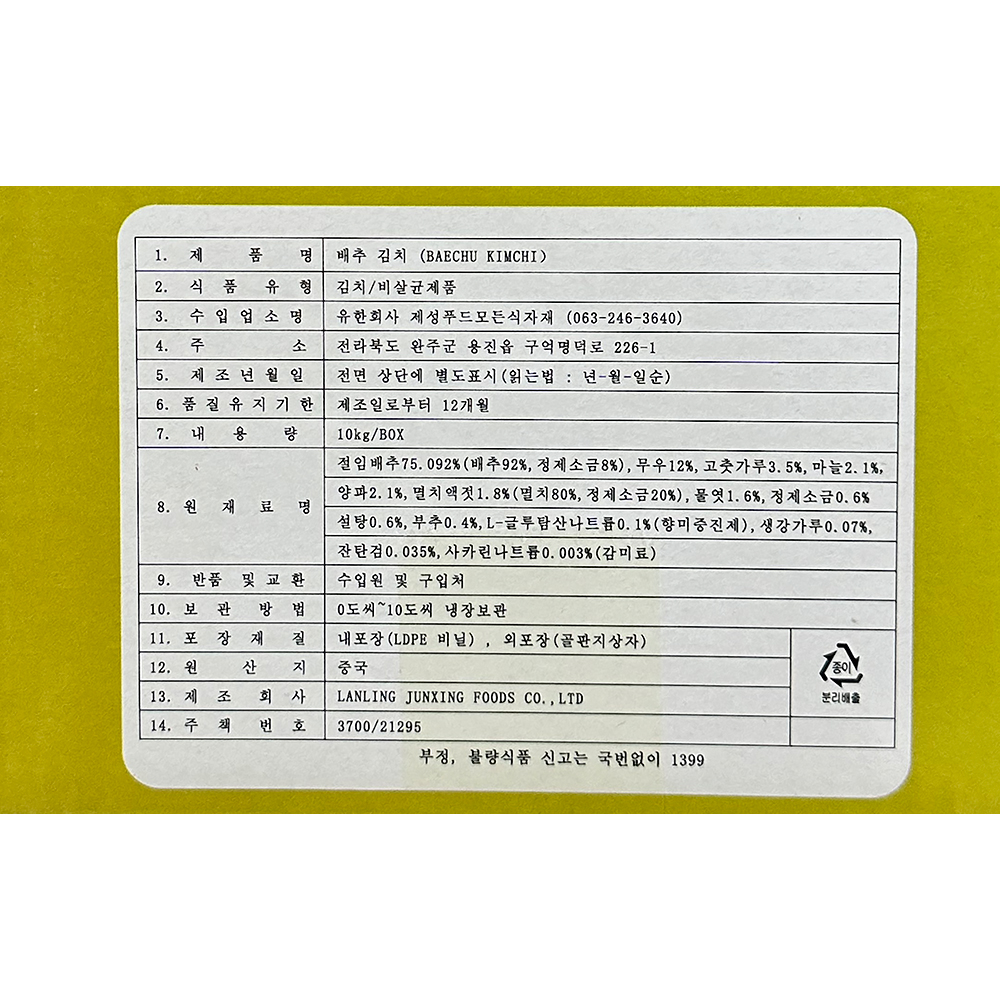 1. 제 품 명 배추 김치 (BAECHU KIMCHI)
2. 식 품 유 형 김치/비살균제품
3. 수 입 업 소 명 유한회사 제성푸드모든식자재 (063-246-3640)
4. 주 소 전라북도 완주군 용진읍 구억명덕로 226-1
5. 제 조 년 월 일 전면 상단에 별도표시(읽는법 : 년-월-일순)
6. 품 질 유 지 기 한 제조일로부터 12개월
7. 내 용 량 10kg/BOX
8. 원 재 료 명 절임배추75.092%(배추92%,정제소금8%),무우12%,고춧가루3.5%,마늘2.1%,
양파2.1%,멸치액젓1.8%(멸치80%,정제소금20%),물엿1.6%,정제소금0.6%
설탕0.6%,부추0.4%,L-글루탐산나트륨0.1%(향미증진제),생강가루0.07%,
잔탄검0.035%,사카린나트륨0.003%(감미료)
9. 반품 및 교 환 수입원 및 구입처
10. 보 관 방 법 0도씨~10도씨 냉장보관
11. 포 장 재 질 내포장(LDPE 비닐) , 외포장(골판지상자)
12. 원 산 지 중국
13. 제 조 회 사 LANLING JUNXING FOODS CO.,LTD
14. 주 책 번 호 3700/21295
종이
분리배출
부정, 불량식품 신고는 국번없이 1399